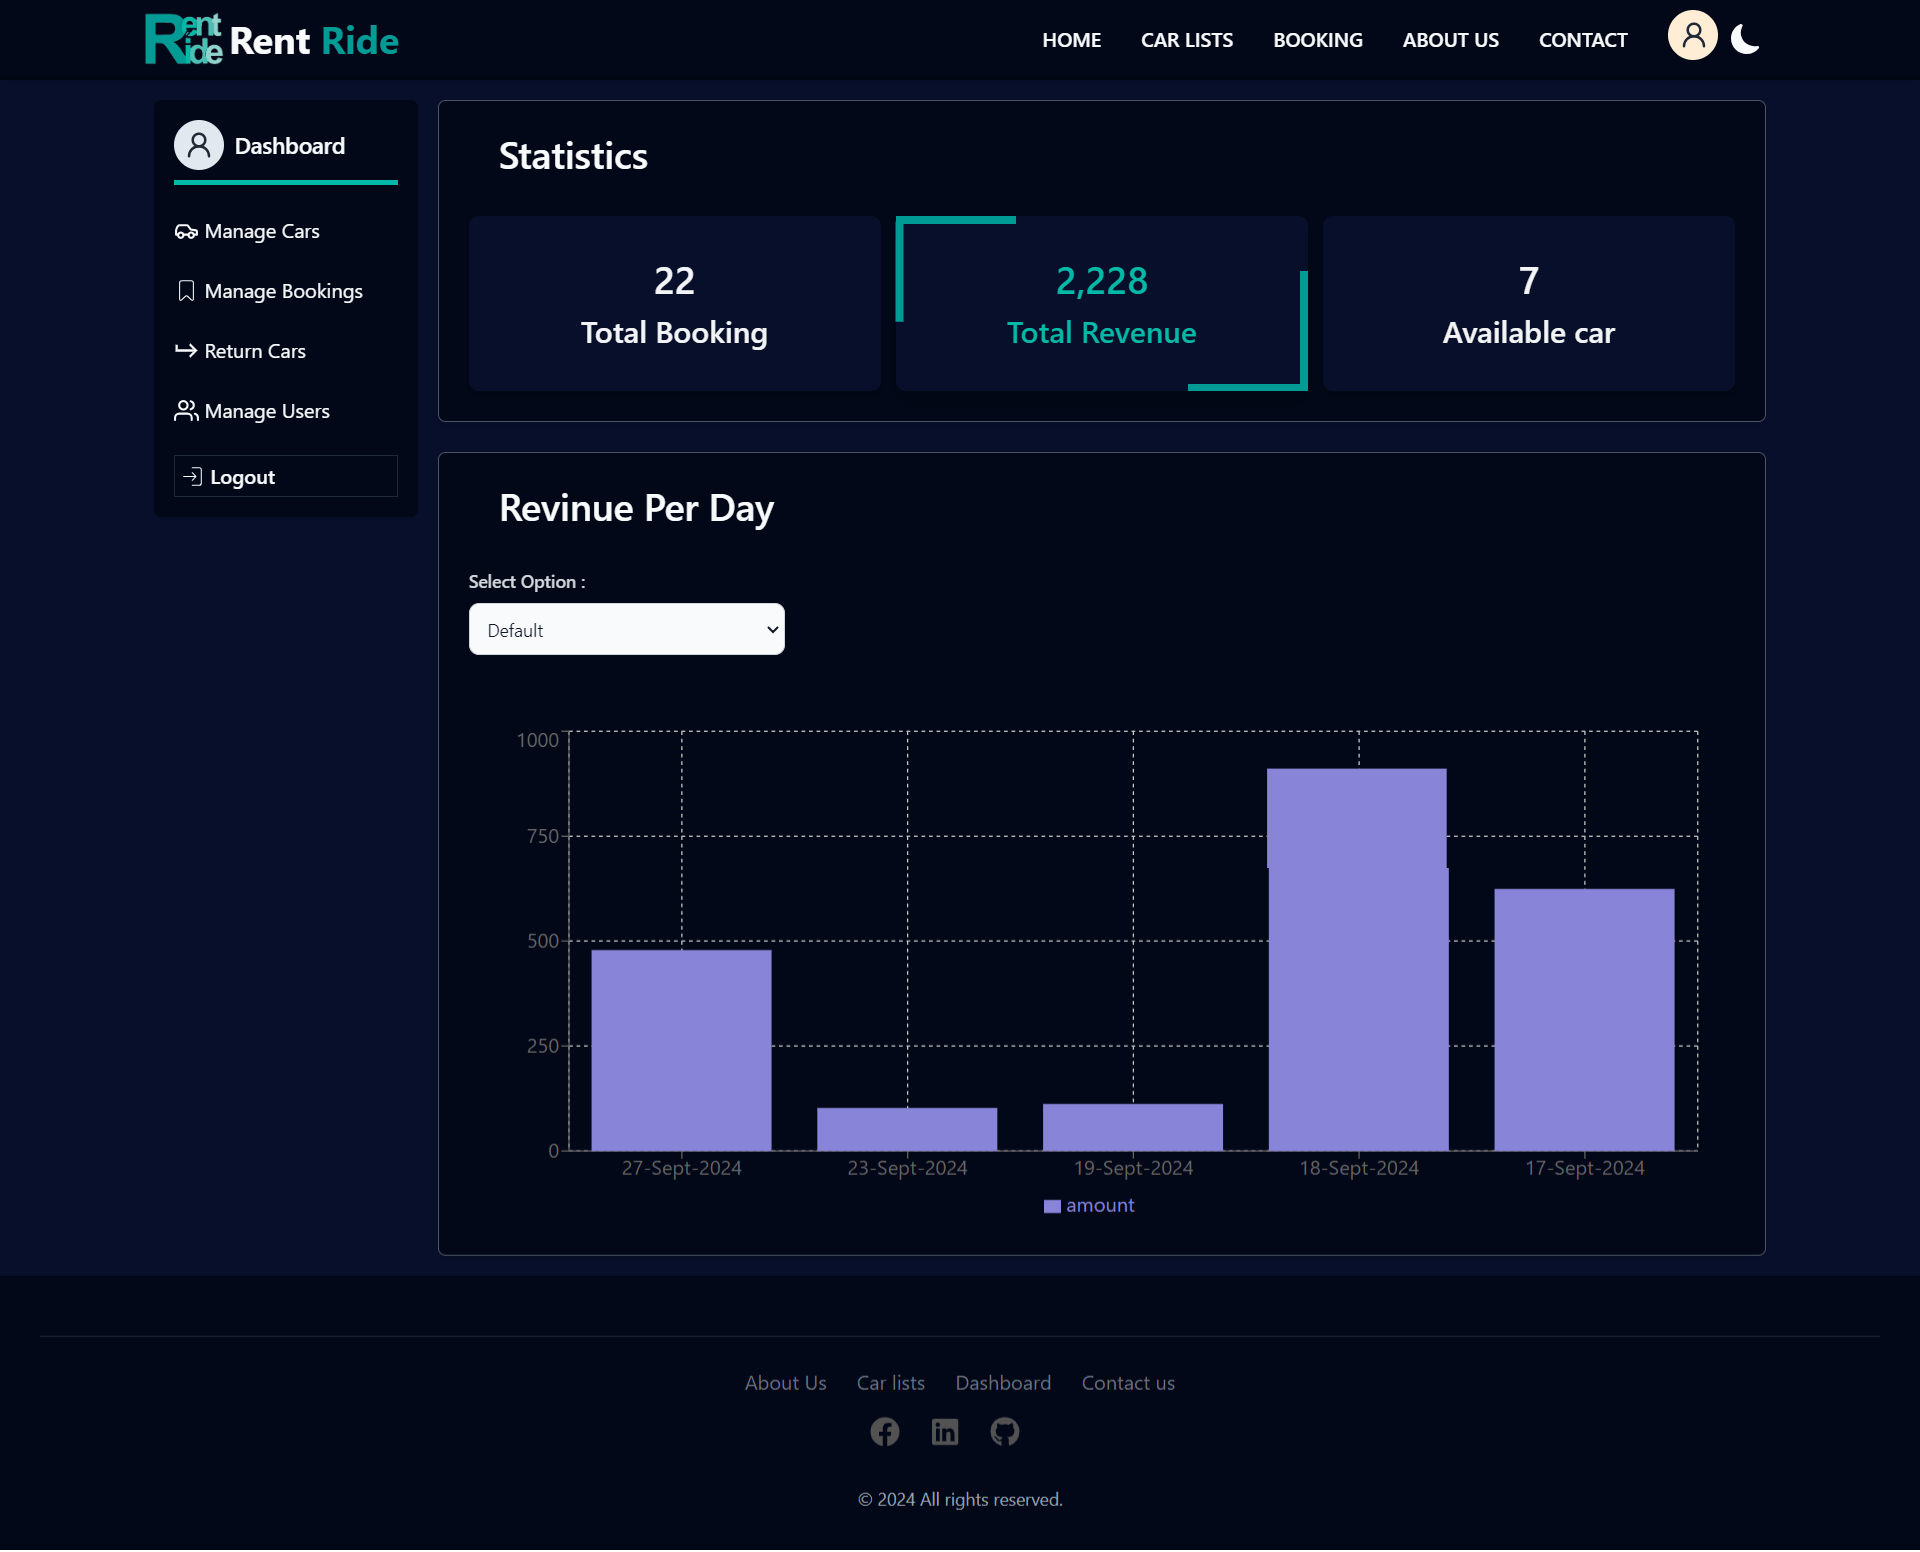 Rent Ride Rent Ride HOME CAR LISTS BOOKING ABOUT US CONTACT
Dashboard
Manage Cars
Manage Bookings
Return Cars
Manage Users
Logout
Statistics
22
Total Booking
2,228
Total Revenue
7
Available car
Revinue Per Day
Select Option :
Default
1000
750
500
250
0
27-Sept-2024 23-Sept-2024 19-Sept-2024 18-Sept-2024 17-Sept-2024
amount
About Us Car lists Dashboard Contact us
in
© 2024 All rights reserved.